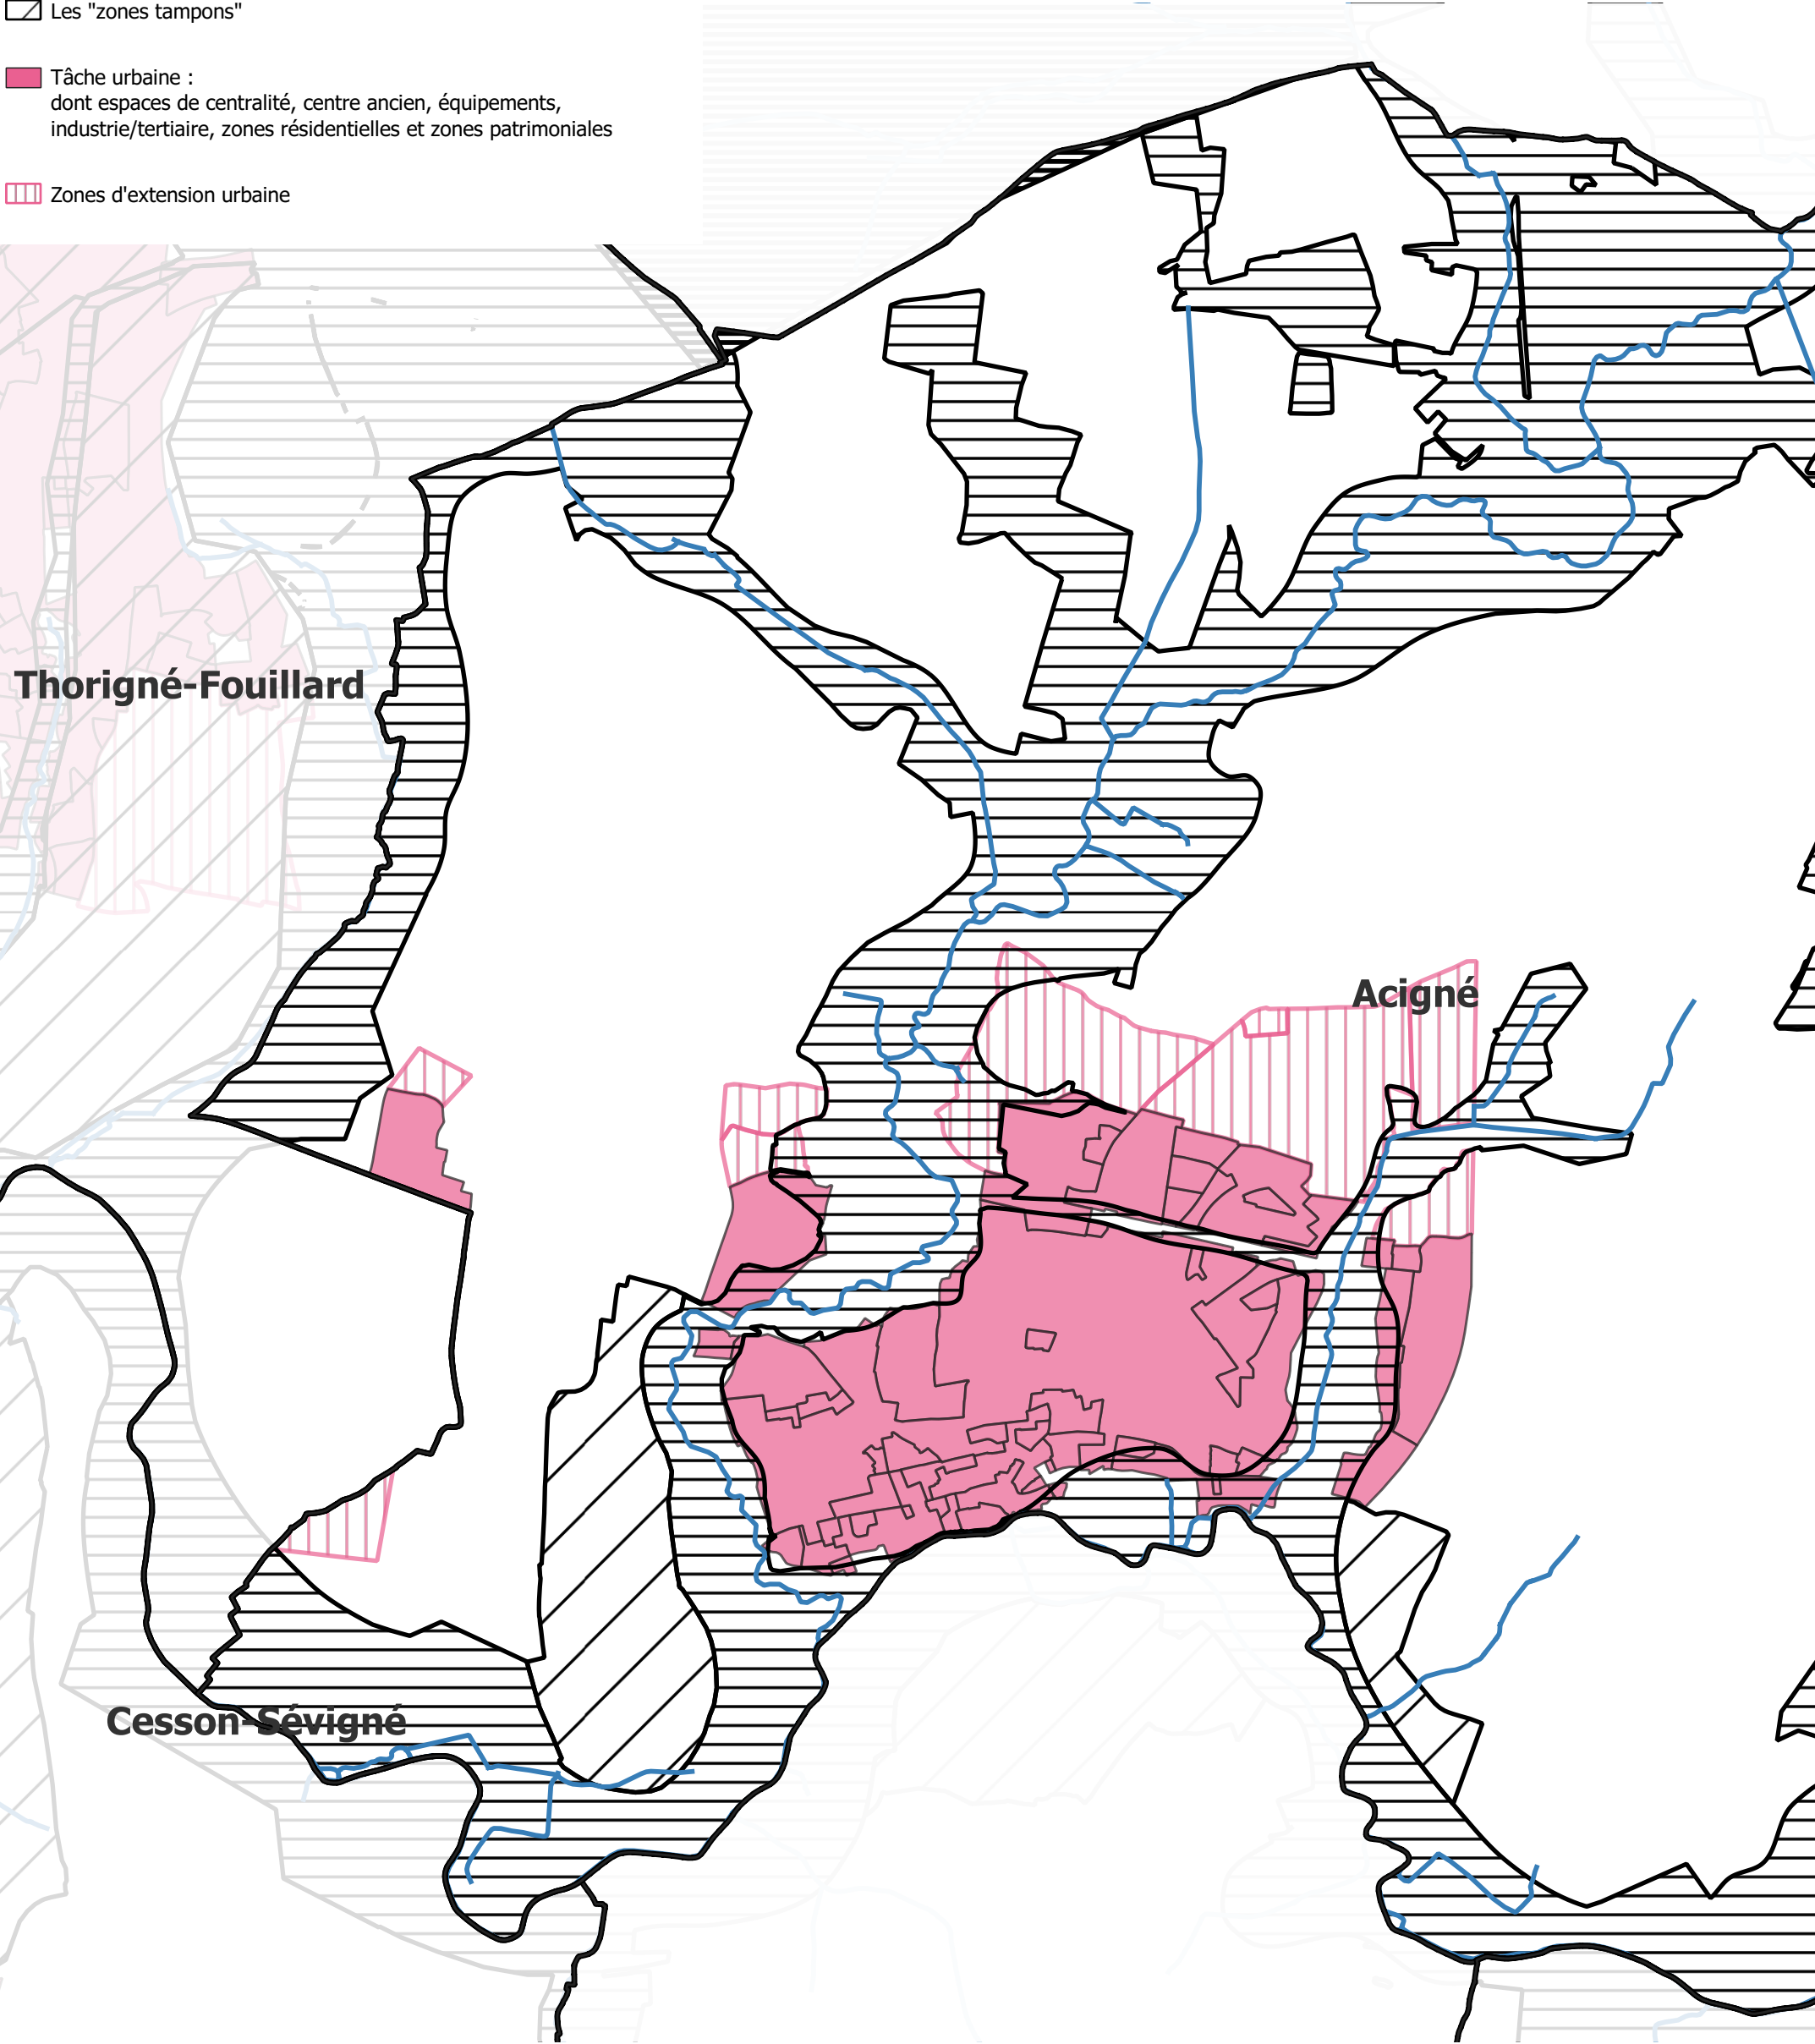 Les "zones tampons"
Tâche urbaine :
dont espaces de centralité, centre ancien, équipements,
industrie/tertiaire, zones résidentielles et zones patrimoniales
Zones d'extension urbaine
Thorigné-Fouillard
Acigné
Cesson-Sévigné